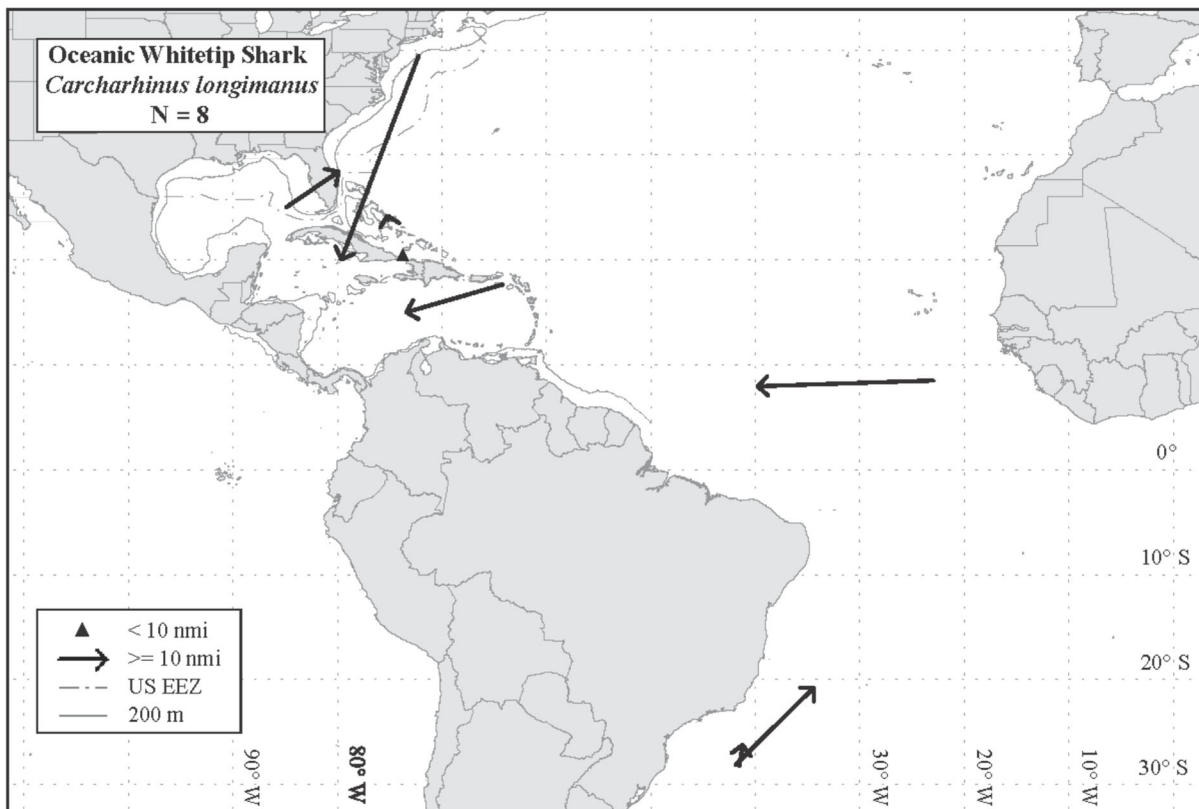 Oceanic Whitetip Shark
Carcharhinus longimanus
N = 8
0°
10° S
20° S
30° S
< 10 nmi
>= 10 nmi
US EEZ
200 m
90° W
80° W
30° W
20° W
10° W